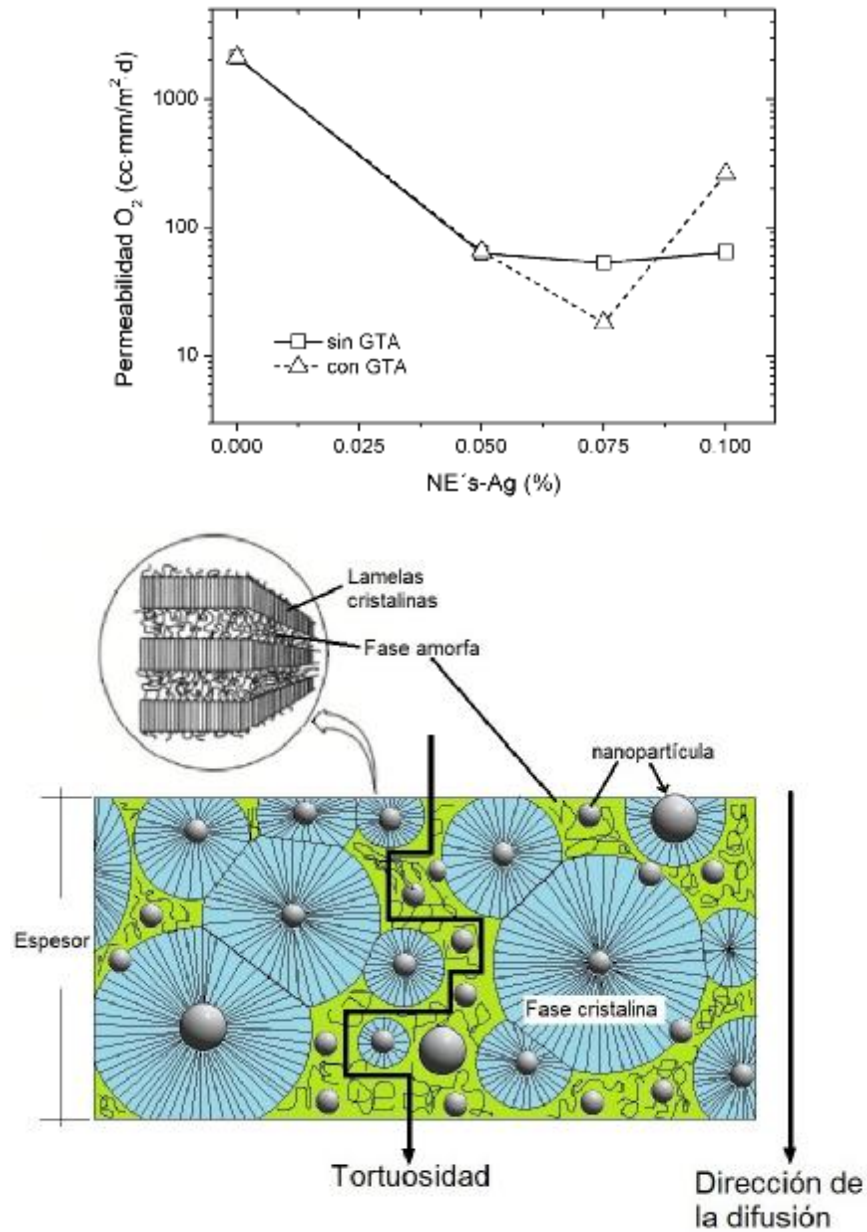 Permeabilidad O2 (cc·mm/m2·d)
1000
100
10
sin GTA
con GTA
0.000 0.025 0.050 0.075 0.100
NE´s-Ag (%)
Lamelas
cristalinas
Fase amorfa
nanopartícula
Espesor
Fase cristalina
Tortuosidad
Dirección de
la difusión